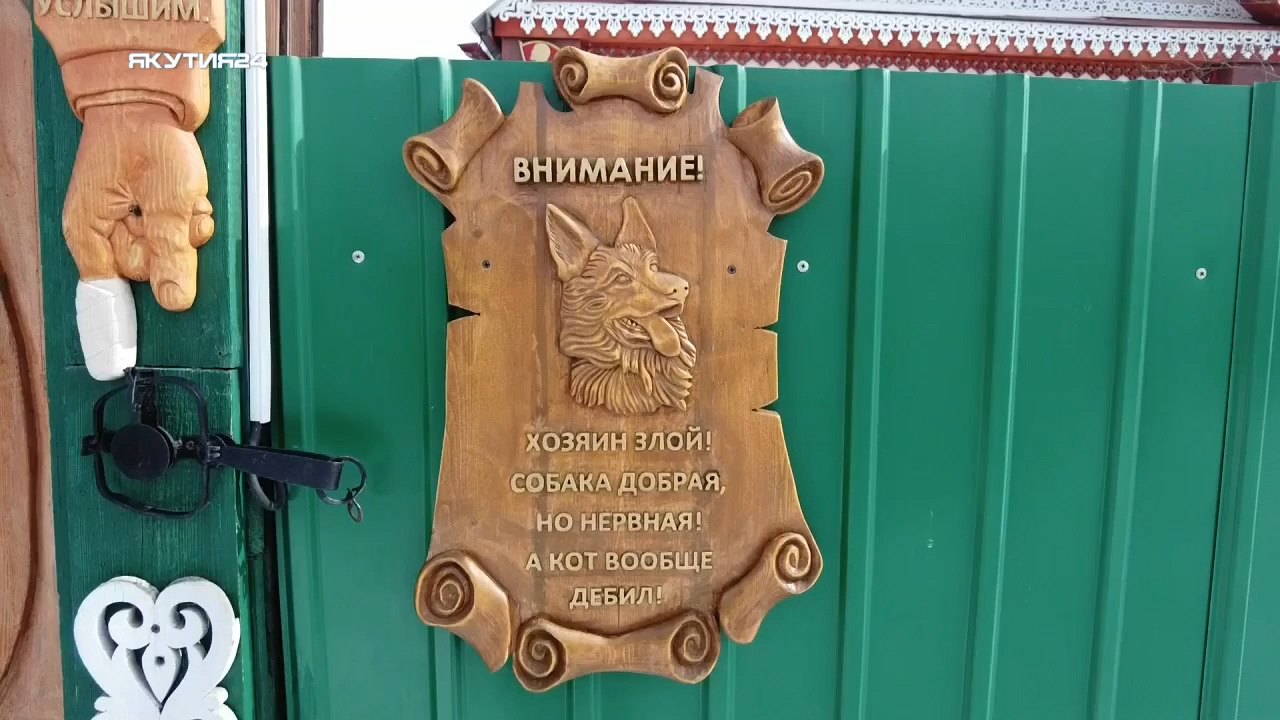 УСЛЫШИМ
ЯКУТИЯ24
ВНИМАНИЕ!
ХОЗЯИН ЗЛОЙ!
СОБАКА ДОБРАЯ,
НО НЕРВНАЯ!
А КОТ ВООБЩЕ
ДЕБИЛ!